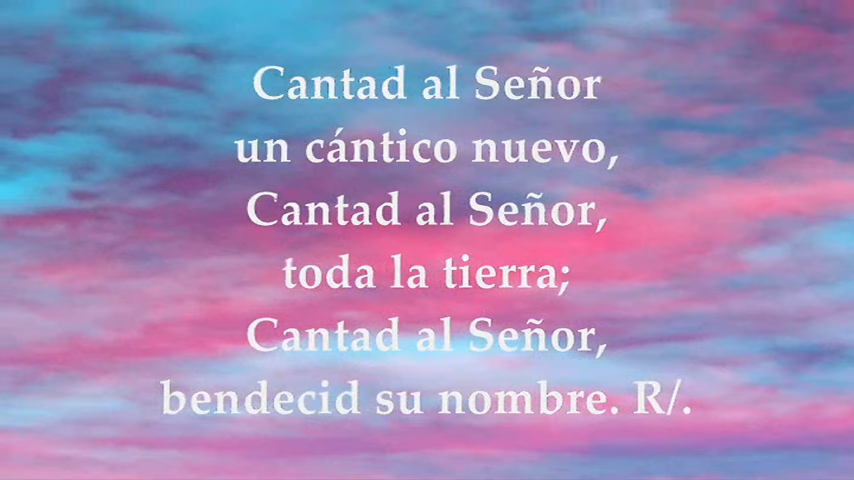 Cantad al Señor
un cántico nuevo,
Cantad al Señor,
toda la tierra;
Cantad al Señor,
bendecid su nombre. R/.